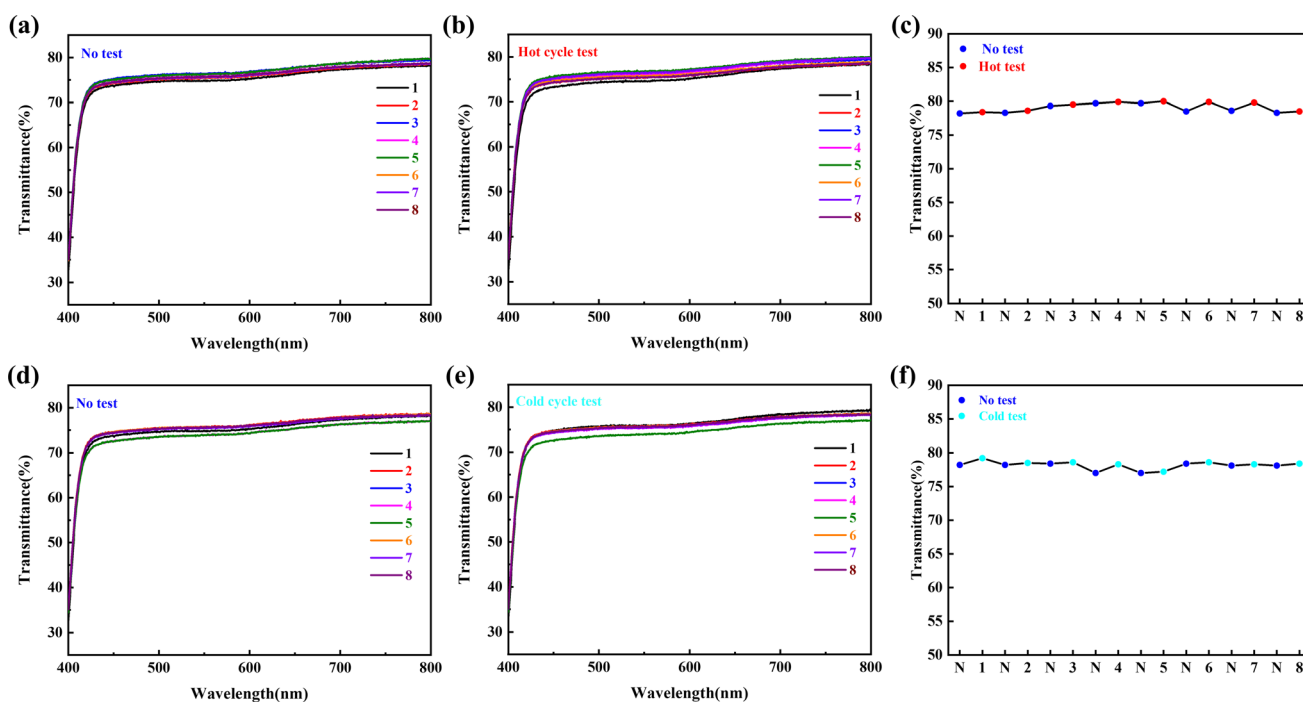 (a)
No test
Transmittance(%)
80
70
60
50
40
30
400 500 600 700 800
Wavelength(nm)
1
2
3
4
5
6
7
8
(b)
Hot cycle test
Transmittance(%)
80
70
60
50
40
30
400 500 600 700 800
Wavelength(nm)
1
2
3
4
5
6
7
8
(c)
No test
Hot test
Transmittance(%)
90
85
80
75
70
65
60
55
50
N 1 N 2 N 3 N 4 N 5 N 6 N 7 N 8
(d)
No test
Transmittance(%)
80
70
60
50
40
30
400 500 600 700 800
Wavelength(nm)
1
2
3
4
5
6
7
8
(e)
Cold cycle test
Transmittance(%)
80
70
60
50
40
30
400 500 600 700 800
Wavelength(nm)
1
2
3
4
5
6
7
8
(f)
No test
Cold test
Transmittance(%)
90
85
80
75
70
65
60
55
50
N 1 N 2 N 3 N 4 N 5 N 6 N 7 N 8